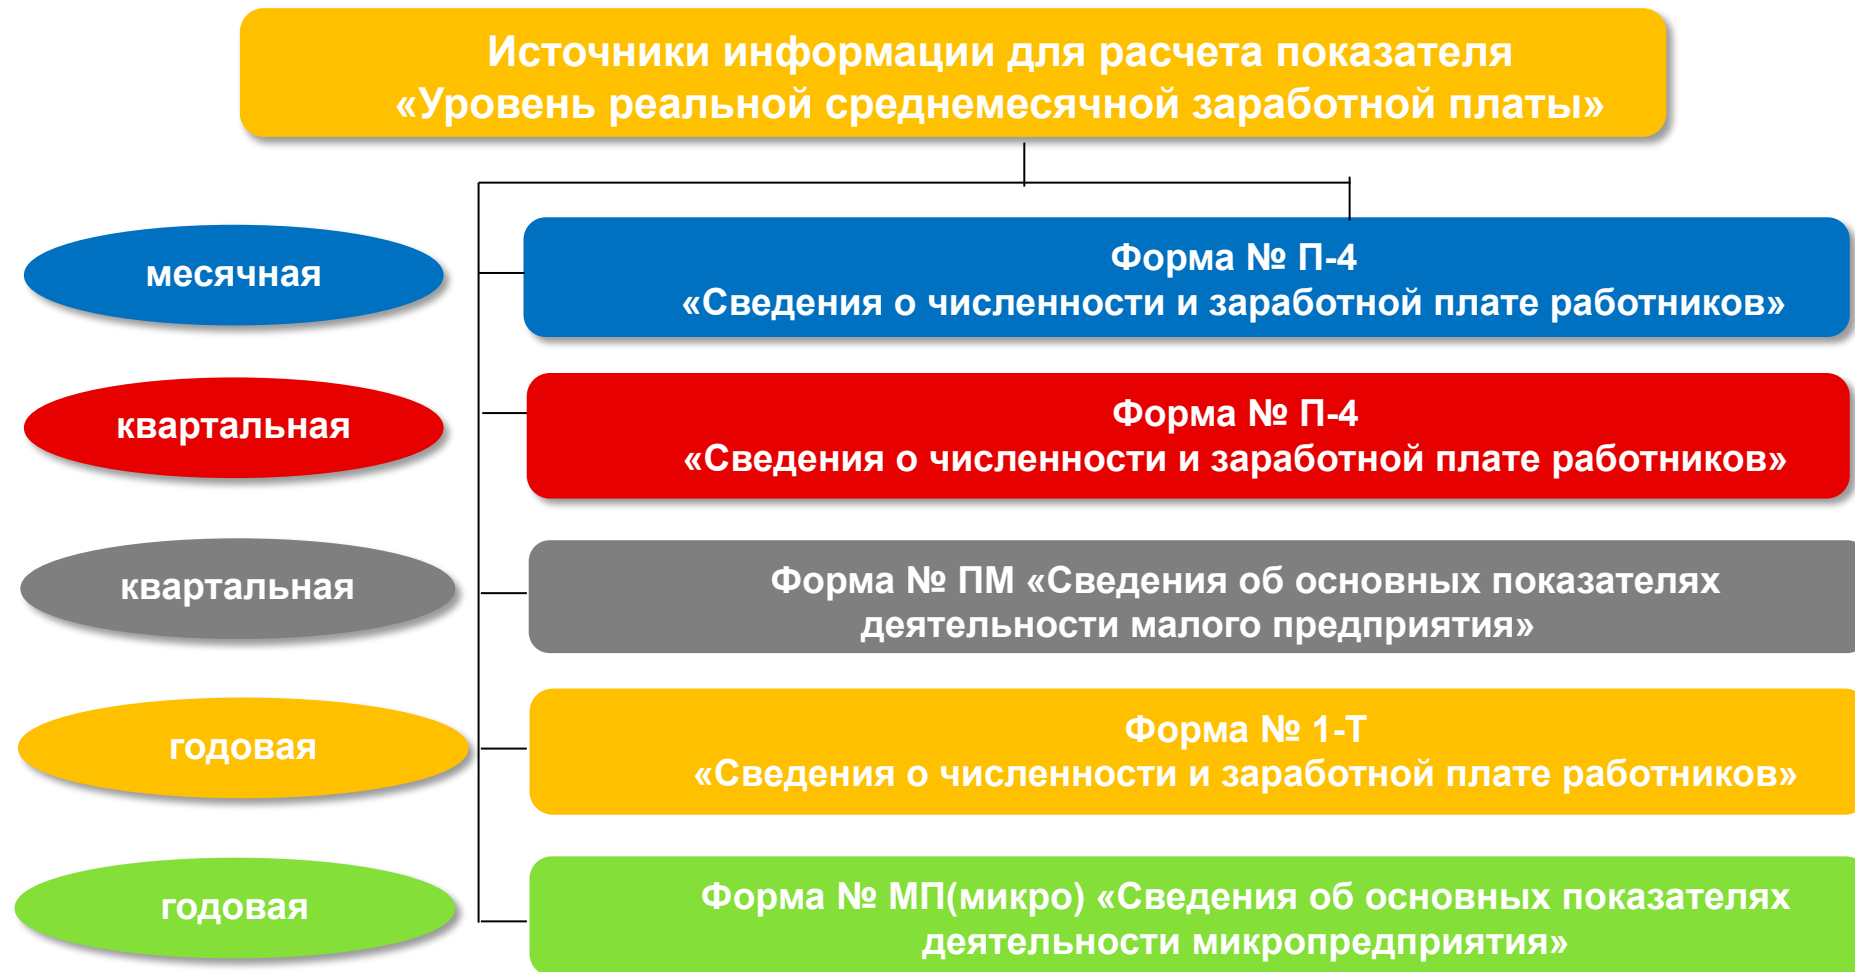 Источники информации для расчета показателя
«Уровень реальной среднемесячной заработной платы»
месячная
Форма № П-4
«Сведения о численности и заработной плате работников»
квартальная
Форма № П-4
«Сведения о численности и заработной плате работников»
квартальная
Форма № ПМ «Сведения об основных показателях
деятельности малого предприятия»
годовая
Форма № 1-Т
«Сведения о численности и заработной плате работников»
годовая
Форма № МП(микро) «Сведения об основных показателях
деятельности микропредприятия»